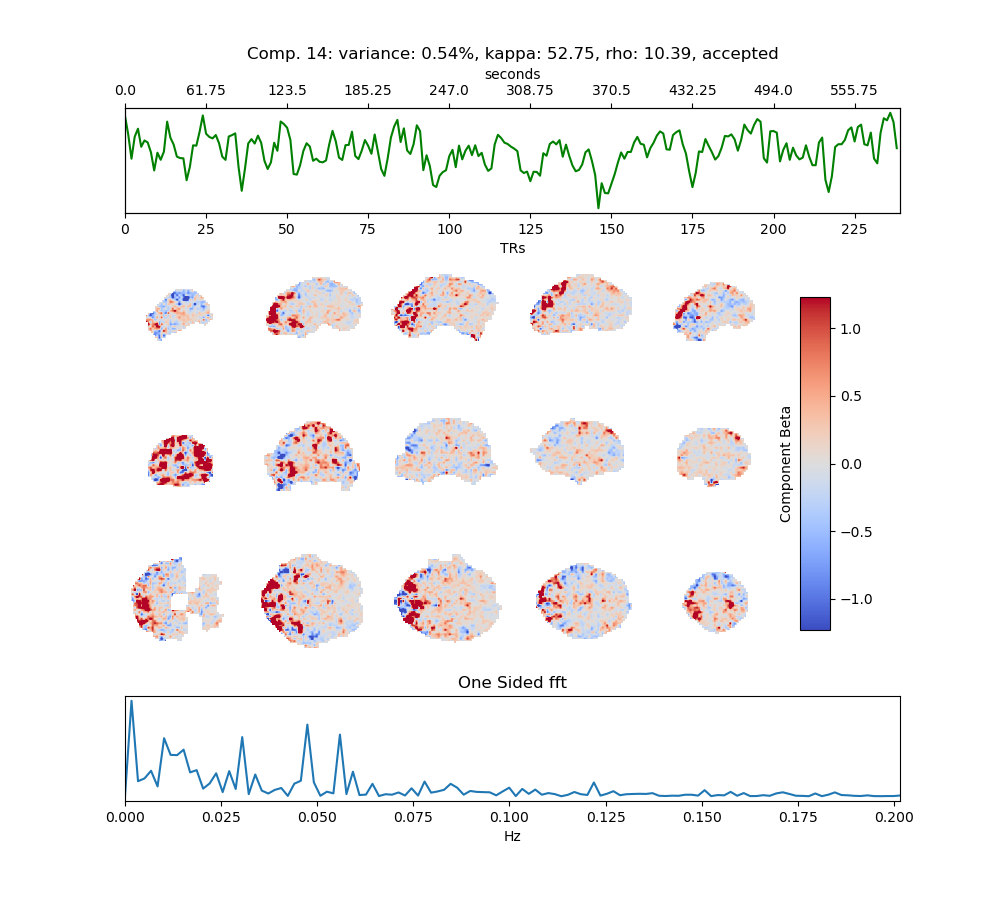 Comp. 14: variance: 0.54%, kappa: 52.75, rho: 10.39, accepted
seconds
0.0 61.75 123.5 185.25 247.0 308.75 370.5 432.25 494.0 555.75
0 25 50 75 100 125 150 175 200 225
TRs
1.0
0.5
0.0
−0.5
−1.0
Component Beta
One Sided fft
0.000 0.025 0.050 0.075 0.100 0.125 0.150 0.175 0.200
Hz